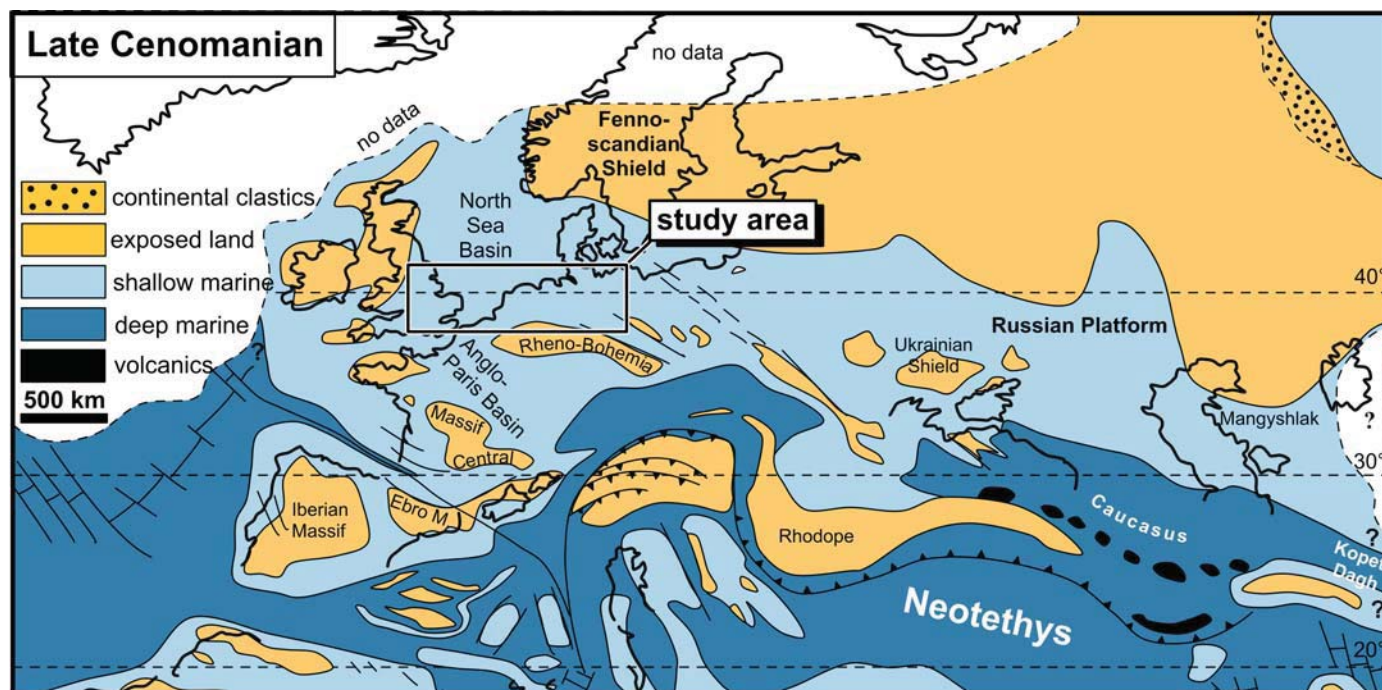 Late Cenomanian
no data
no data
Fenno-
scandian
Shield
continental clastics
North
Sea
Basin
study area
exposed land
shallow marine
40°
deep marine
Russian Platform
volcanics
?
Rheno-Bohemia
Ukrainian
Shield
Anglo-
Paris Basin
500 km
Massif
Central
Mangyshlak
?
30°
Iberian
Massif
Ebro M.
Rhodope
Caucasus
?
Kopet
Dagh
Neotethys
?
?
20°